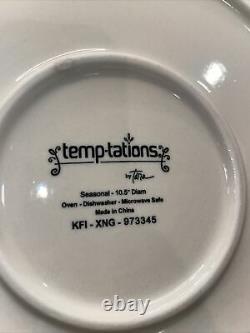 temp-tations®
by Tara
Seasonal - 10.5" Diam
Oven - Dishwasher - Microwave Safe
Made in China
KFI - XNG - 973345